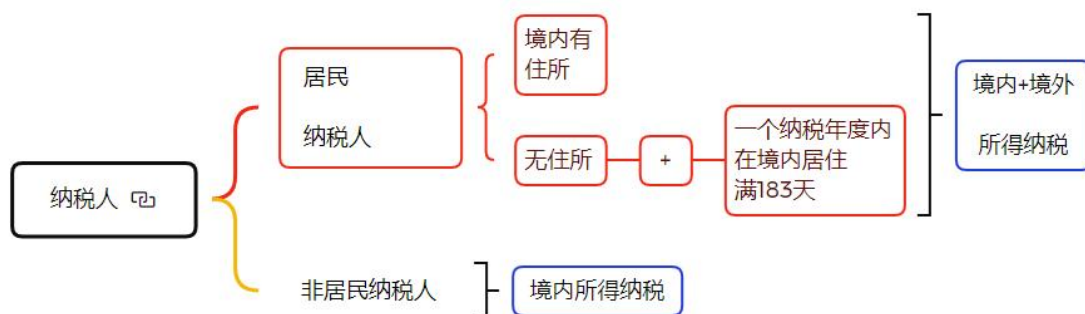 纳税人
居民
纳税人
境内有
住所
无住所
+
一个纳税年度内
在境内居住
满183天
境内+境外
所得纳税
非居民纳税人
境内所得纳税